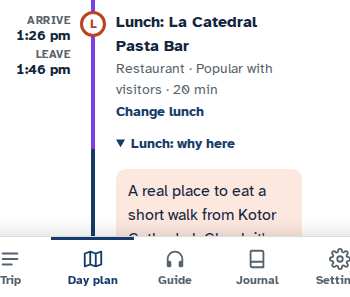 ARRIVE
1:26 pm
LEAVE
1:46 pm
L
Lunch: La Catedral
Pasta Bar
Restaurant · Popular with
visitors · 20 min
Change lunch
▼ Lunch: why here
A real place to eat a
short walk from Kotor
Trip
Day plan
Guide
Journal
Settin